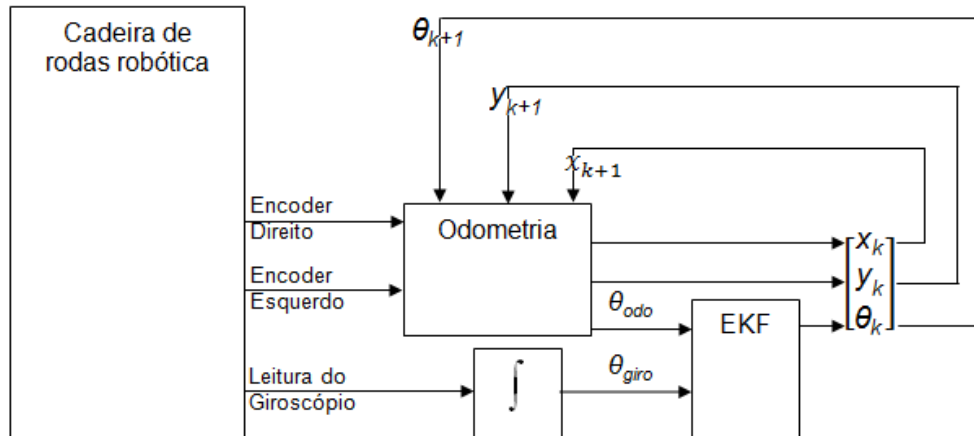 Cadeira de
rodas robótica
θk+1
yk+1
xk+1
Encoder
Direito
Odometria
xk
Encoder
Esquerdo
yk
θodo
EKF
θk
Leitura do
Giroscópio
∫
θgiro